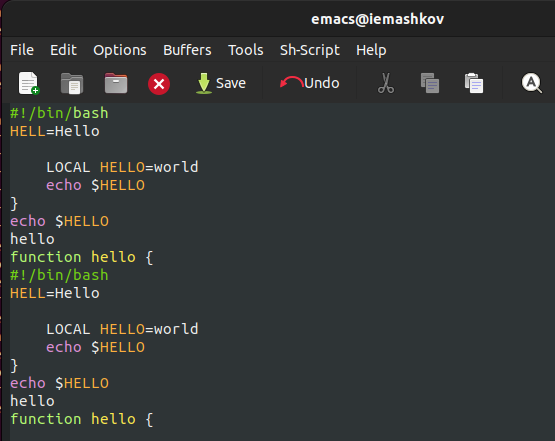 emacs@iemashkov
File Edit Options Buffers Tools Sh-Script Help
Save Undo A
#!/bin/bash
HELL=Hello
LOCAL HELLO=world
echo $HELLO
}
echo $HELLO
hello
function hello {
#!/bin/bash
HELL=Hello
LOCAL HELLO=world
echo $HELLO
}
echo $HELLO
hello
function hello {